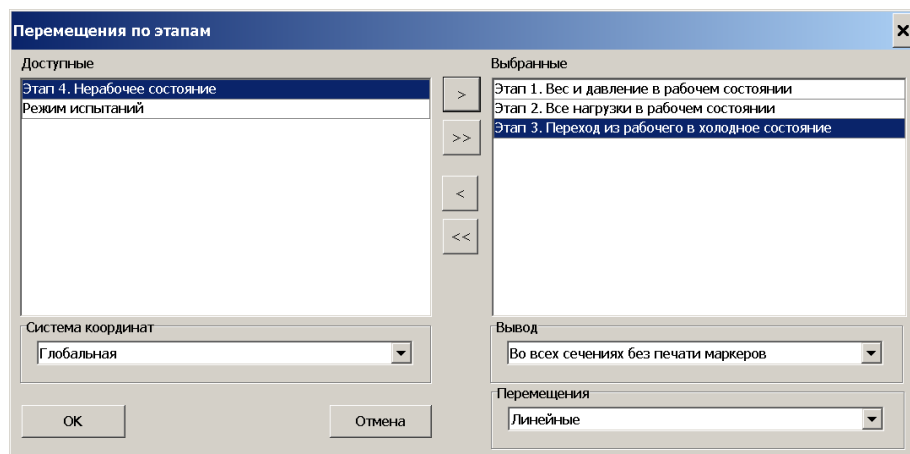 Перемещения по этапам
Доступные
Этап 4. Нерабочее состояние
Режим испытаний
>
>>
<
<<
Выбранные
Этап 1. Вес и давление в рабочем состоянии
Этап 2. Все нагрузки в рабочем состоянии
Этап 3. Переход из рабочего в холодное состояние
Система координат
Глобальная
Вывод
Во всех сечениях без печати маркеров
Перемещения
Линейные
OK
Отмена